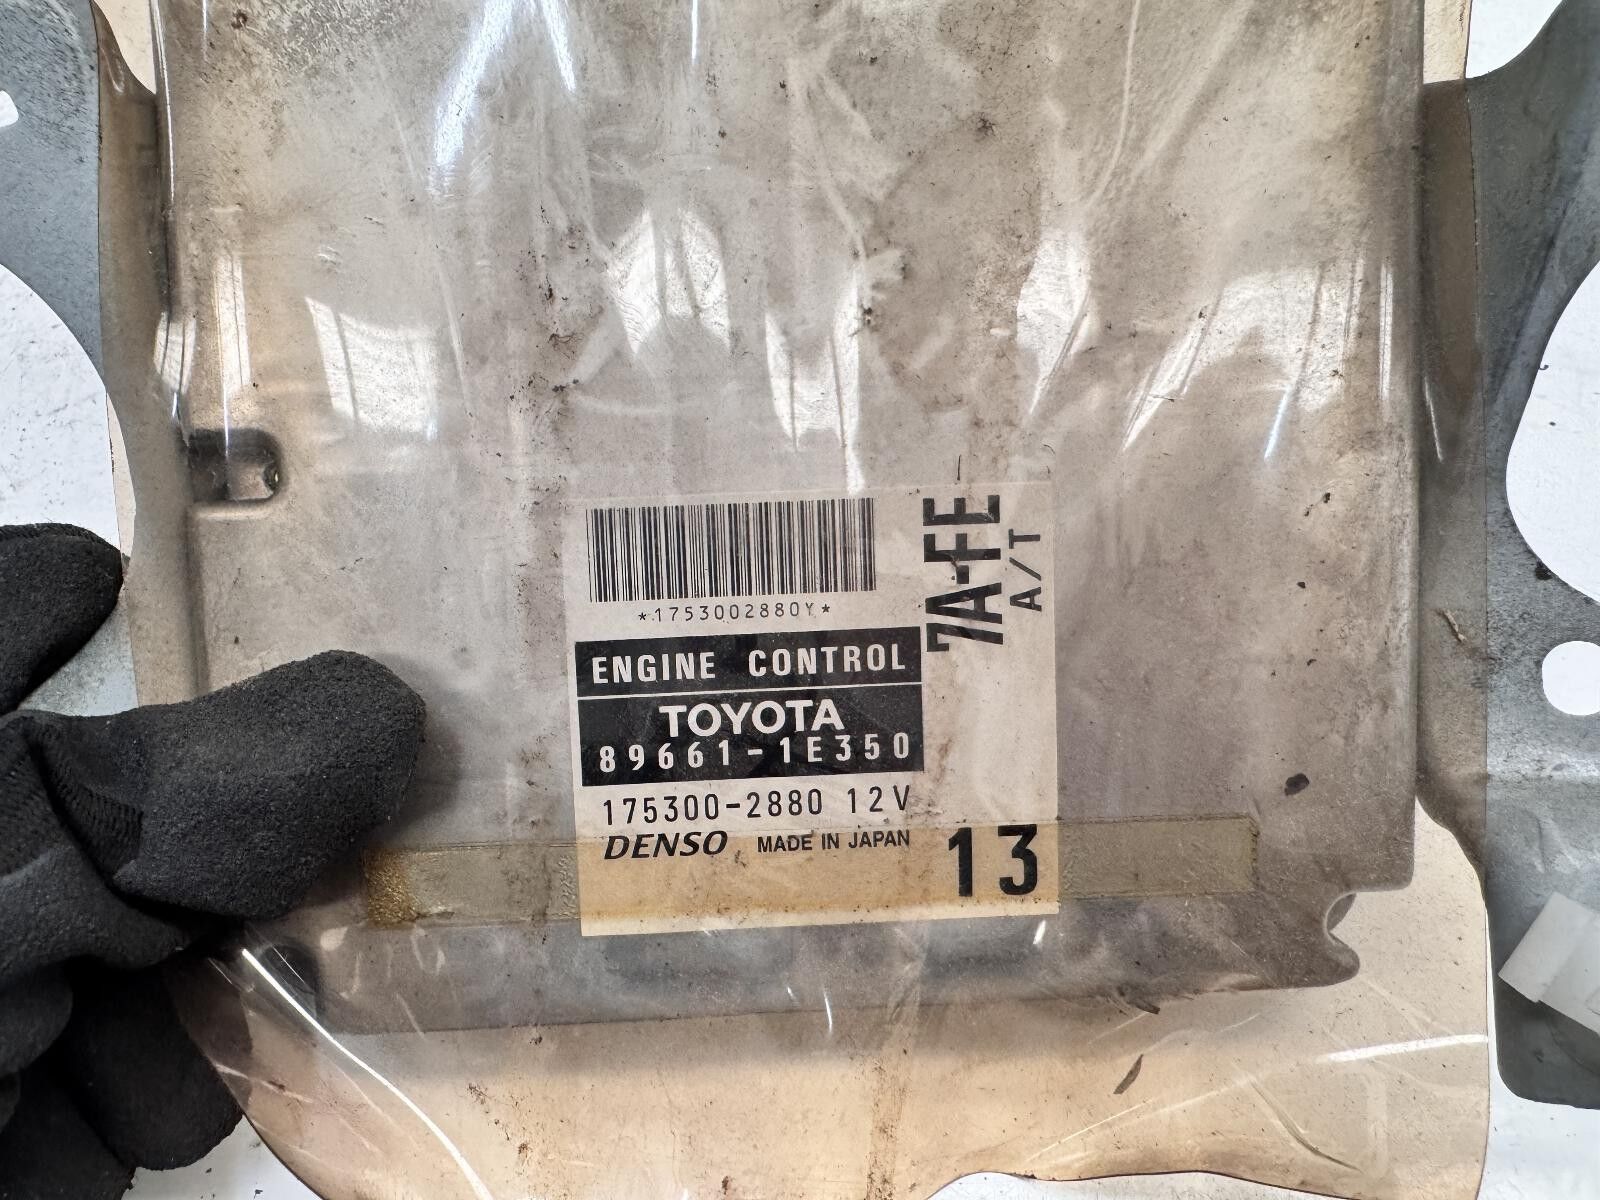 *1753002880Y*
7A-FE
A/T
ENGINE CONTROL
TOYOTA
89661-1E350
175300-2880 12V
DENSO MADE IN JAPAN
13